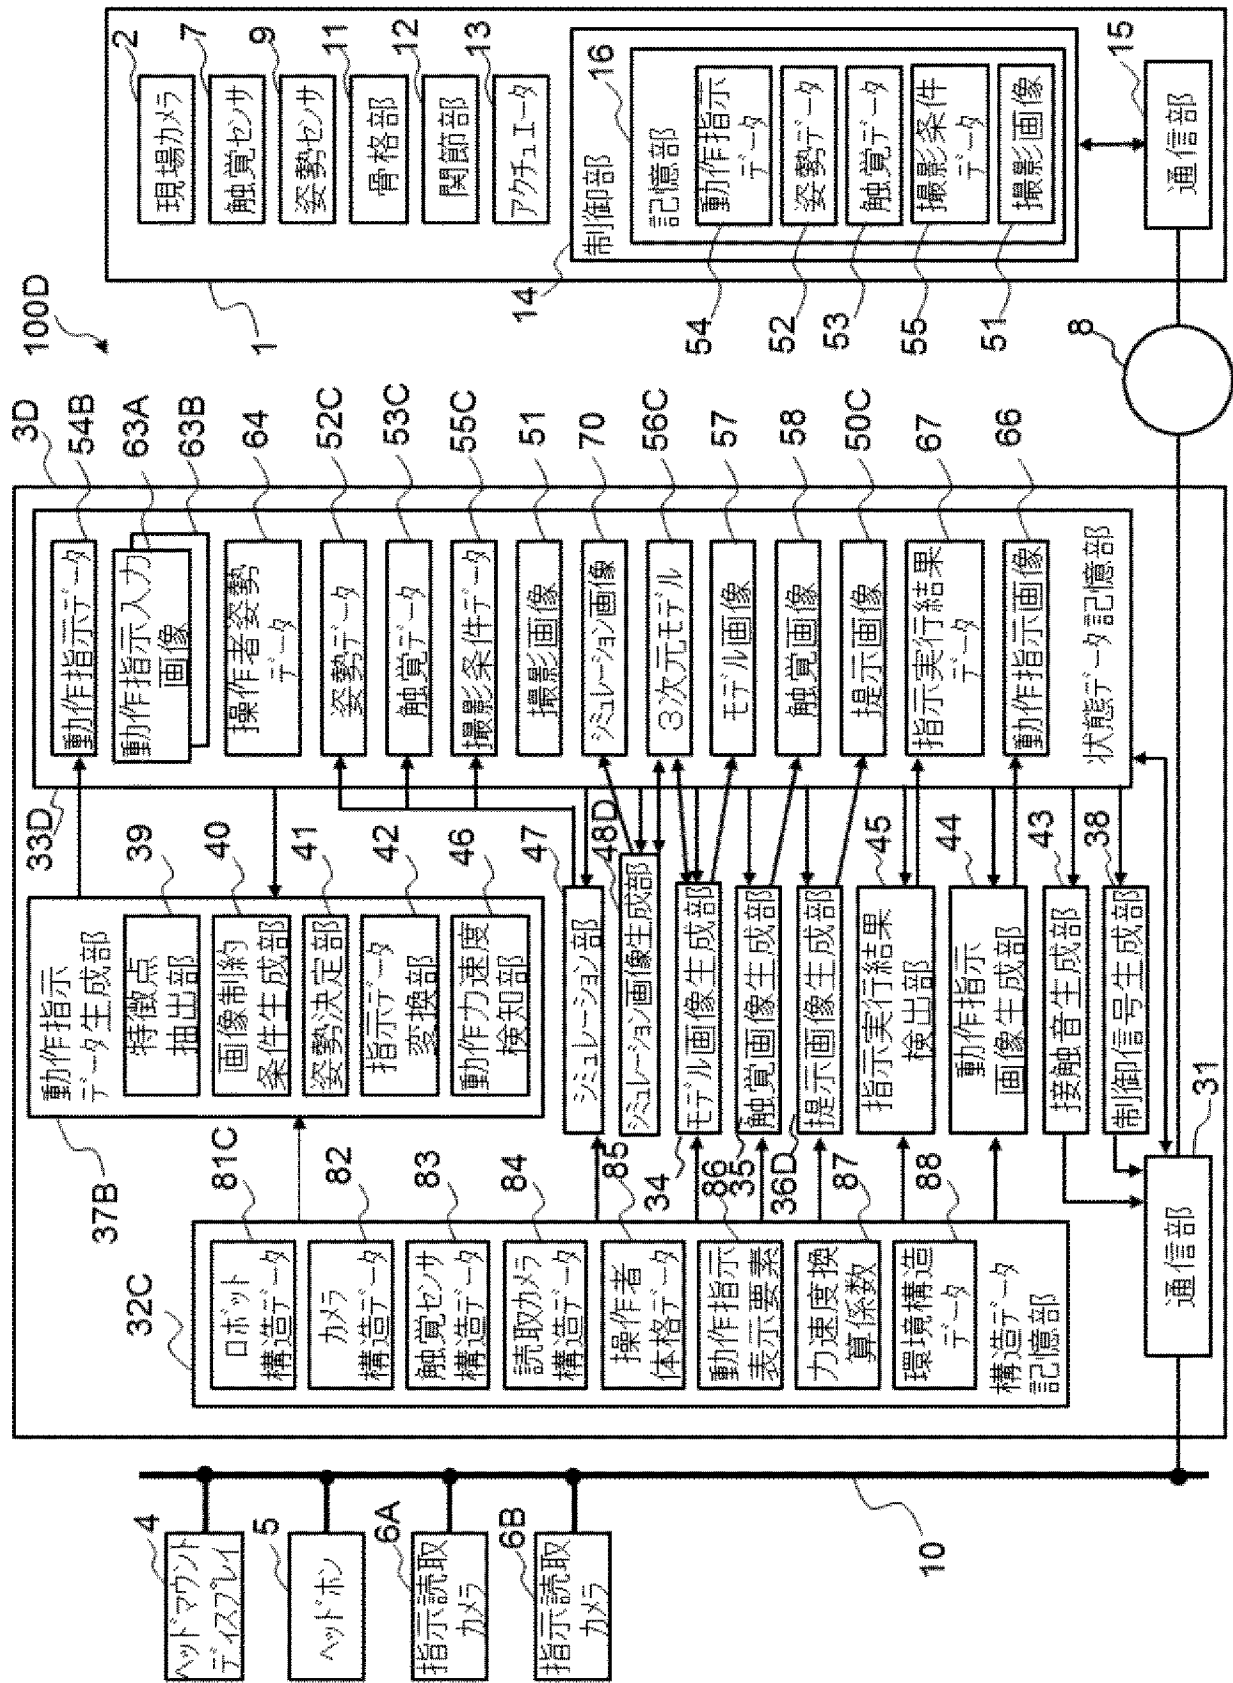 100D
4
ヘッドマウント
ディスプレイ
5
ヘッドホン
6A
指示読取
カメラ
6B
指示読取
カメラ
10
3D
32C
ロボット
構造データ
81C
カメラ
構造データ
82
触覚センサ
構造データ
83
読取カメラ
構造データ
84
操作者
体格データ
85
動作指示
表示要素
86
力速度換
算係数
87
環境構造
データ
88
構造データ
記憶部
37B
動作指示
データ生成部
特徴点
抽出部
39
画像制約
条件生成部
40
姿勢決定部
41
指示データ
変換部
42
動作力速度
検知部
46
シミュレーション部
47
シミュレーション画像生成部
48D
モデル画像生成部
34
触覚画像生成部
35
提示画像生成部
36D
指示実行結果
検出部
45
動作指示
画像生成部
44
接触音生成部
43
制御信号生成部
38
通信部
31
33D
動作指示データ
54B
動作指示入力
画像
63A
63B
操作者姿勢
データ
64
姿勢データ
52C
触覚データ
53C
撮影条件データ
55C
撮影画像
51
シミュレーション画像
70
3次元モデル
56C
モデル画像
57
触覚画像
58
提示画像
50C
指示実行結果
データ
67
動作指示画像
66
状態データ記憶部
8
1
現場カメラ
2
触覚センサ
7
姿勢センサ
9
骨格部
11
関節部
12
アクチュエータ
13
14
制御部
記憶部
16
動作指示
データ
54
姿勢データ
52
触覚データ
53
撮影条件
データ
55
撮影画像
51
通信部
15